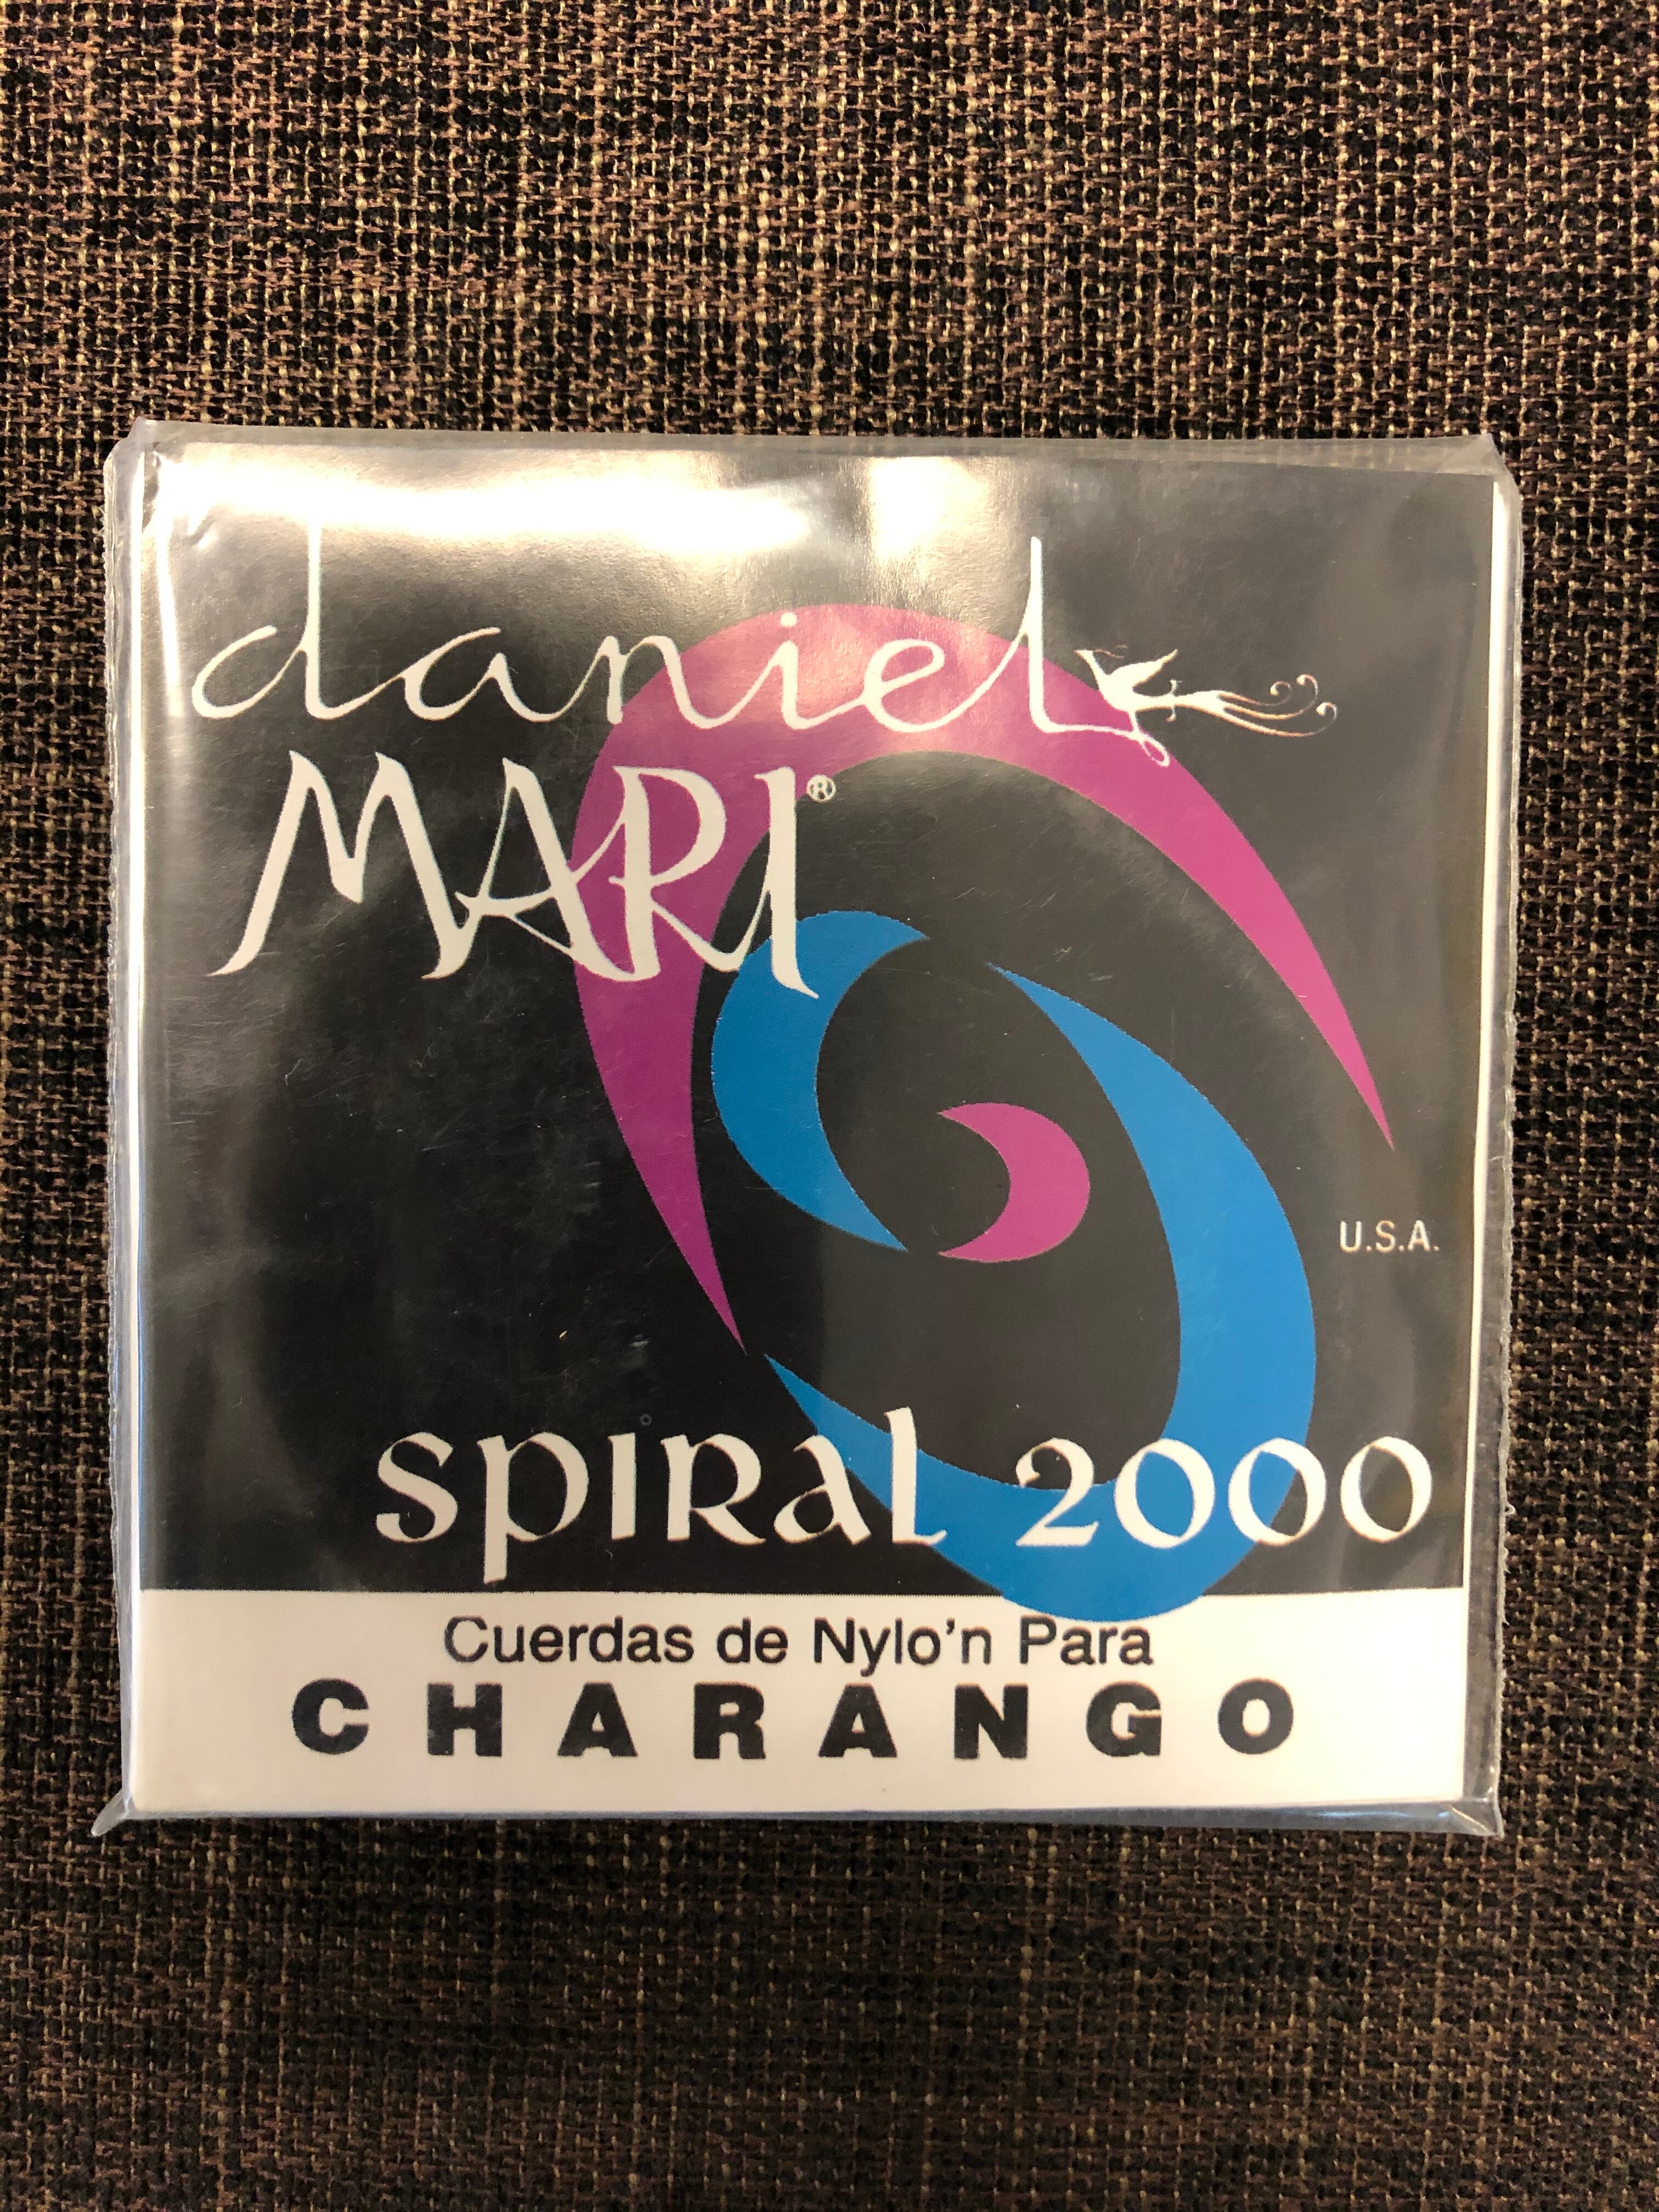 daniel
MARI®
U.S.A.
spiral 2000
Cuerdas de Nylo'n Para
CHARANGO